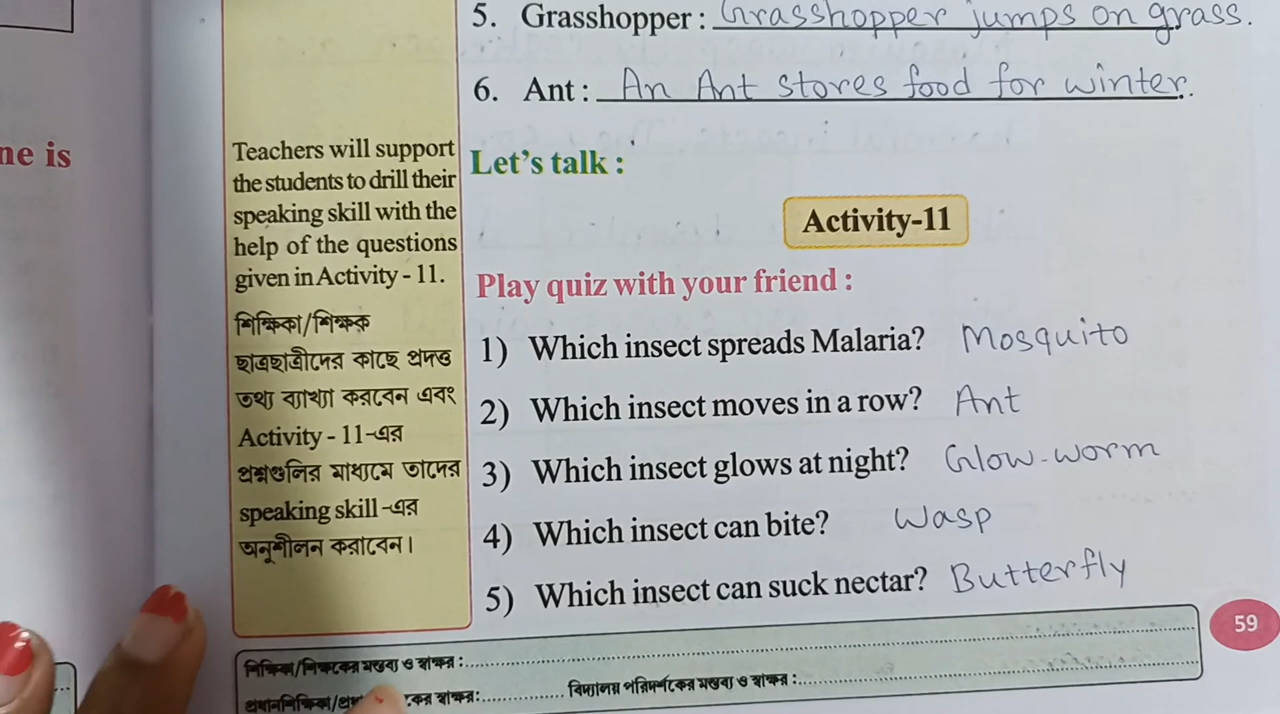 ne is
5. Grasshopper : Grasshopper jumps on grass.
6. Ant : An Ant stores food for winter.
Teachers will support
the students to drill their
speaking skill with the
help of the questions
given in Activity - 11.
শিক্ষিকা/শিক্ষক
ছাত্রছাত্রীদের কাছে প্রদত্ত
তথ্য ব্যাখ্যা করবেন এবং
Activity - 11-এর
প্রশ্নগুলির মাধ্যমে তাদের
speaking skill -এর
অনুশীলন করাবেন।
Let's talk :
Activity-11
Play quiz with your friend :
1) Which insect spreads Malaria? Mosquito
2) Which insect moves in a row? Ant
3) Which insect glows at night? Glow-worm
4) Which insect can bite? Wasp
5) Which insect can suck nectar? Butterfly
59
শিক্ষিকা/শিক্ষকের মন্তব্য ও স্বাক্ষর :
প্রধানশিক্ষিকা/ কের স্বাক্ষর: বিদ্যালয় পরিদর্শকের মন্তব্য ও স্বাক্ষর :